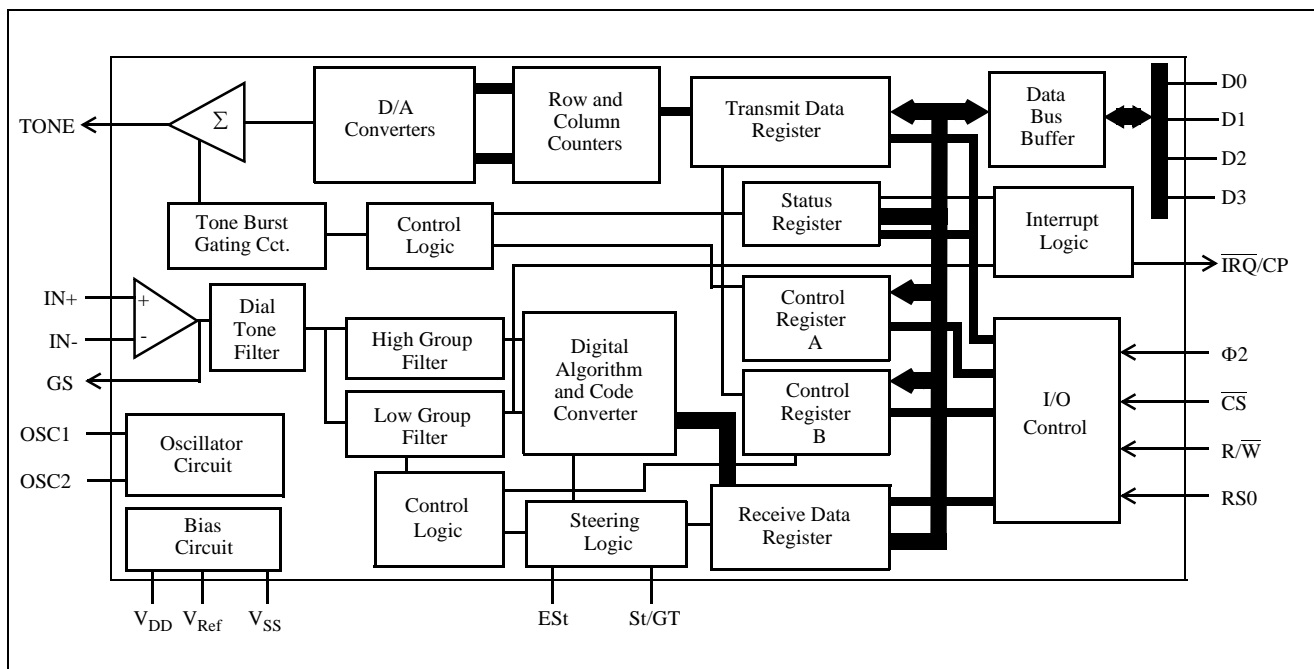 TONE
Σ
D/A
Converters
Row and
Column
Counters
Transmit Data
Register
Data
Bus
Buffer
D0
D1
D2
D3
Tone Burst
Gating Cct.
Control
Logic
Status
Register
Interrupt
Logic
I̅R̅Q̅/CP
IN+
IN-
GS
+
-
Dial
Tone
Filter
High Group
Filter
Low Group
Filter
Digital
Algorithm
and Code
Converter
Control
Register
A
Control
Register
B
I/O
Control
Φ2
C̅S̅
R/W̅
RS0
OSC1
OSC2
Oscillator
Circuit
Bias
Circuit
Control
Logic
Steering
Logic
Receive Data
Register
VDD
VRef
VSS
ESt
St/GT